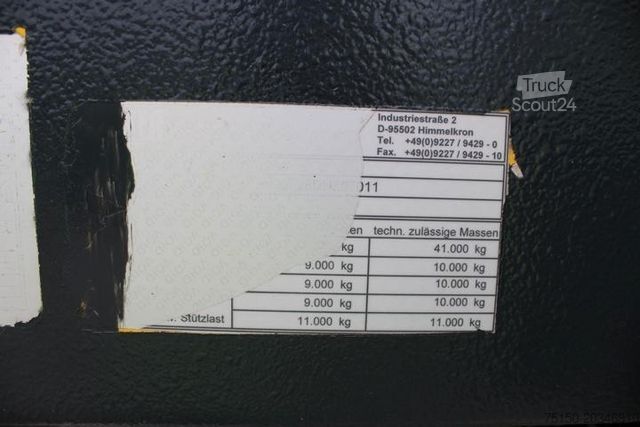 Truck
Scout24
Industriestraße 2
D-95502 Himmelkron
Tel. +49(0)9227 / 9429 - 0
Fax. +49(0)9227 / 9429 - 10
011
en techn. zulässige Massen
kg 41.000 kg
9.000 kg 10.000 kg
9.000 kg 10.000 kg
9.000 kg 10.000 kg
Stützlast 11.000 kg 11.000 kg